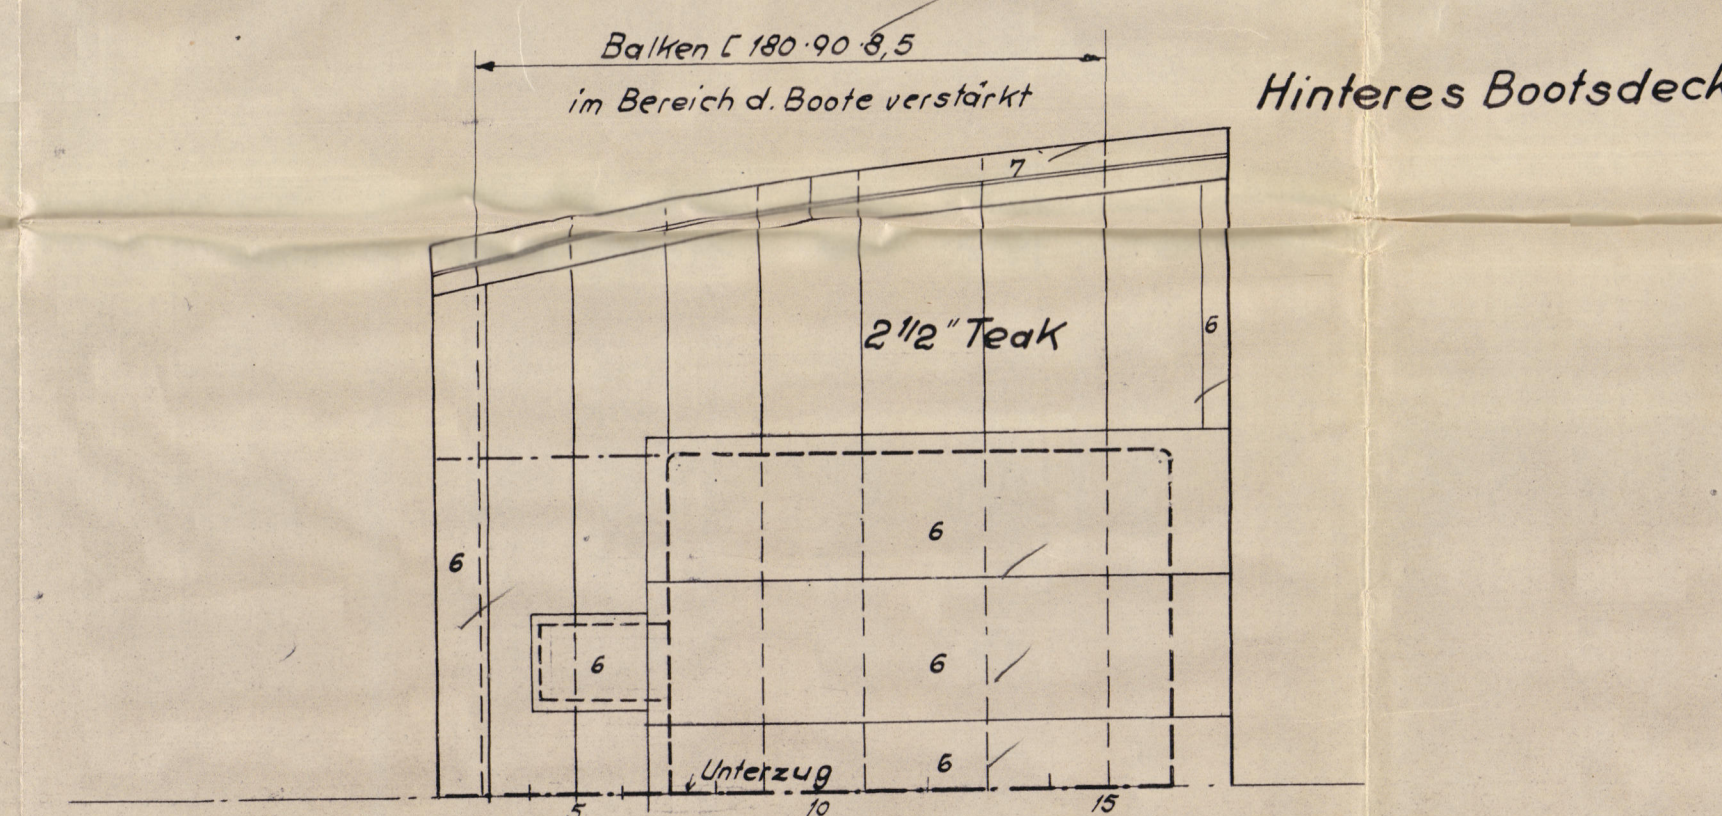 Balken [ 180·90·8,5
im Bereich d. Boote verstärkt
Hinteres Bootsdeck
7
2 1/2" Teak
6
6
6
6
6
6
Unterzug
5 10 15